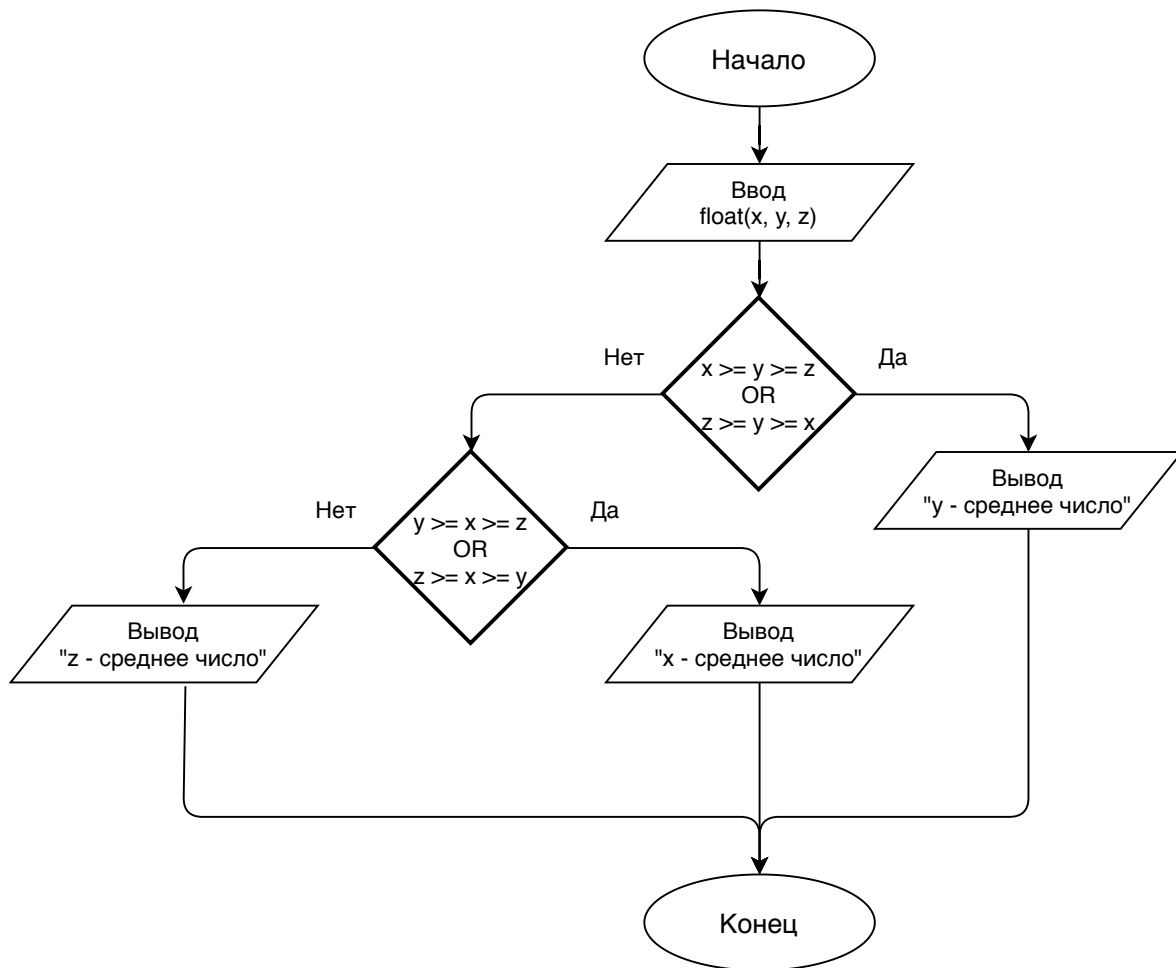 Начало
Ввод
float(x, y, z)
Нет
Да
x >= y >= z
OR
z >= y >= x
Вывод
"y - среднее число"
Нет
Да
y >= x >= z
OR
z >= x >= y
Вывод
"z - среднее число"
Вывод
"x - среднее число"
Конец